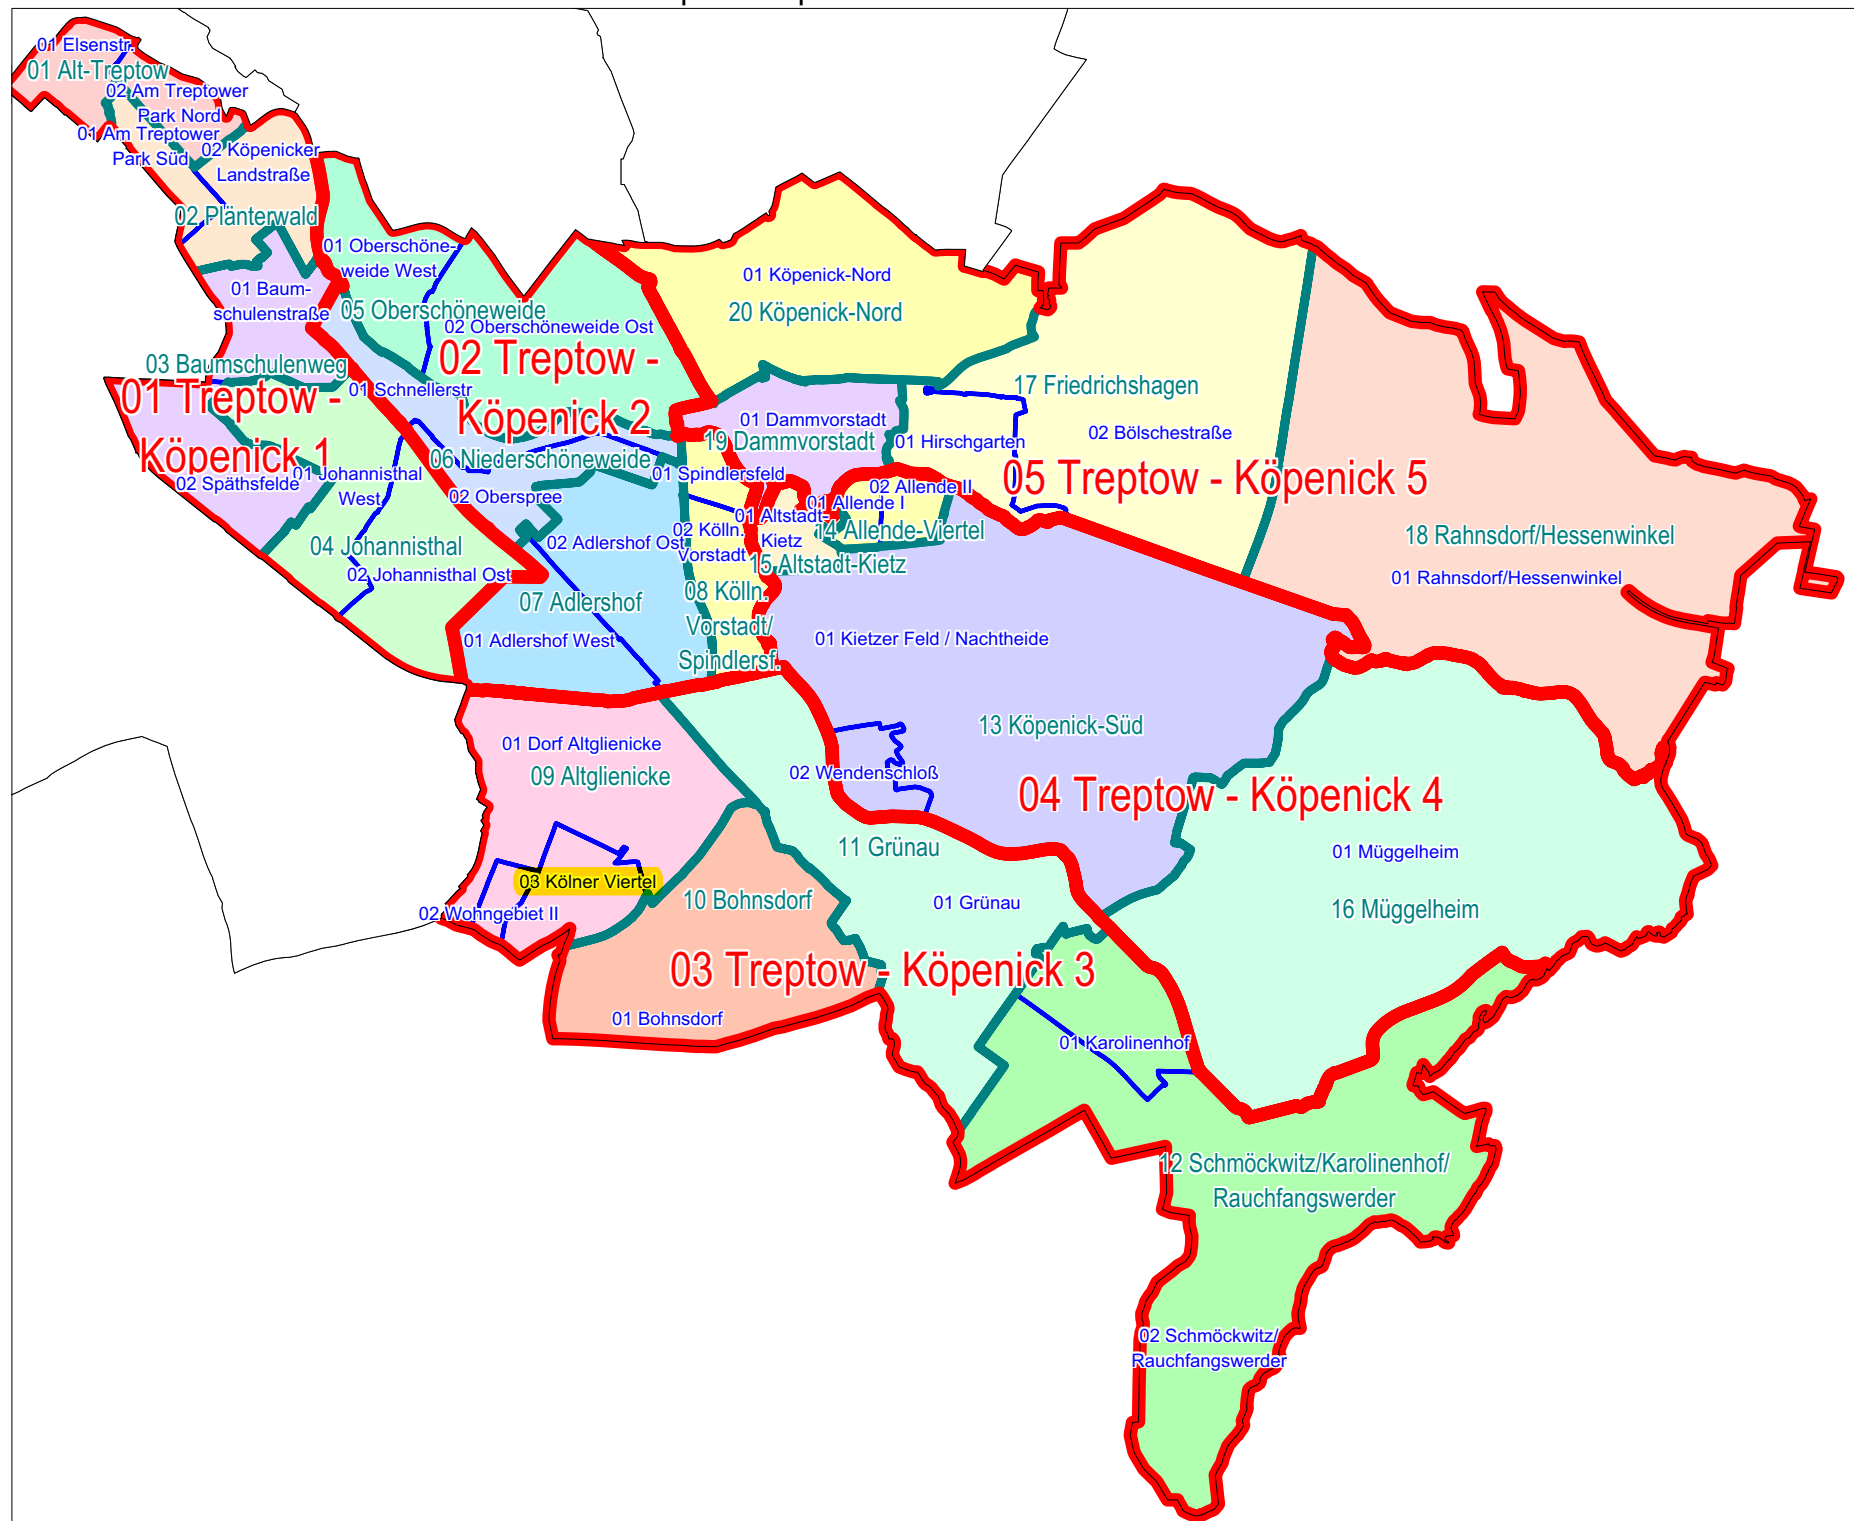 01 Elsenstr.
01 Alt-Treptow
02 Am Treptower
Park Nord
01 Am Treptower
Park Süd
02 Köpenicker
Landstraße
02 Plänterwald
01 Oberschöne-
weide West
01 Baum-
schulenstraße
05 Oberschöneweide
02 Oberschöneweide Ost
01 Köpenick-Nord
20 Köpenick-Nord
03 Baumschulenweg
01 Treptow -
Köpenick 1
02 Treptow -
Köpenick 2
01 Schnellerstr
06 Niederschöneweide
02 Späthsfelde
01 Johannisthal
West
02 Oberspree
04 Johannisthal
02 Johannisthal Ost
02 Adlershof Ost
07 Adlershof
01 Adlershof West
01 Spindlersfeld
02 Kölln.
Vorstadt
08 Kölln.
Vorstadt/
Spindlersf.
01 Dammvorstadt
19 Dammvorstadt
01 Altstadt-
Kietz
15 Altstadt-Kietz
01 Allende I
02 Allende II
14 Allende-Viertel
01 Hirschgarten
17 Friedrichshagen
02 Bölschestraße
05 Treptow - Köpenick 5
18 Rahnsdorf/Hessenwinkel
01 Rahnsdorf/Hessenwinkel
01 Kietzer Feld / Nachtheide
13 Köpenick-Süd
02 Wendenschloß
04 Treptow - Köpenick 4
01 Müggelheim
16 Müggelheim
01 Dorf Altglienicke
09 Altglienicke
03 Kölner Viertel
02 Wohngebiet II
10 Bohnsdorf
11 Grünau
01 Grünau
03 Treptow - Köpenick 3
01 Bohnsdorf
01 Karolinenhof
12 Schmöckwitz/Karolinenhof/
Rauchfangswerder
02 Schmöckwitz/
Rauchfangswerder